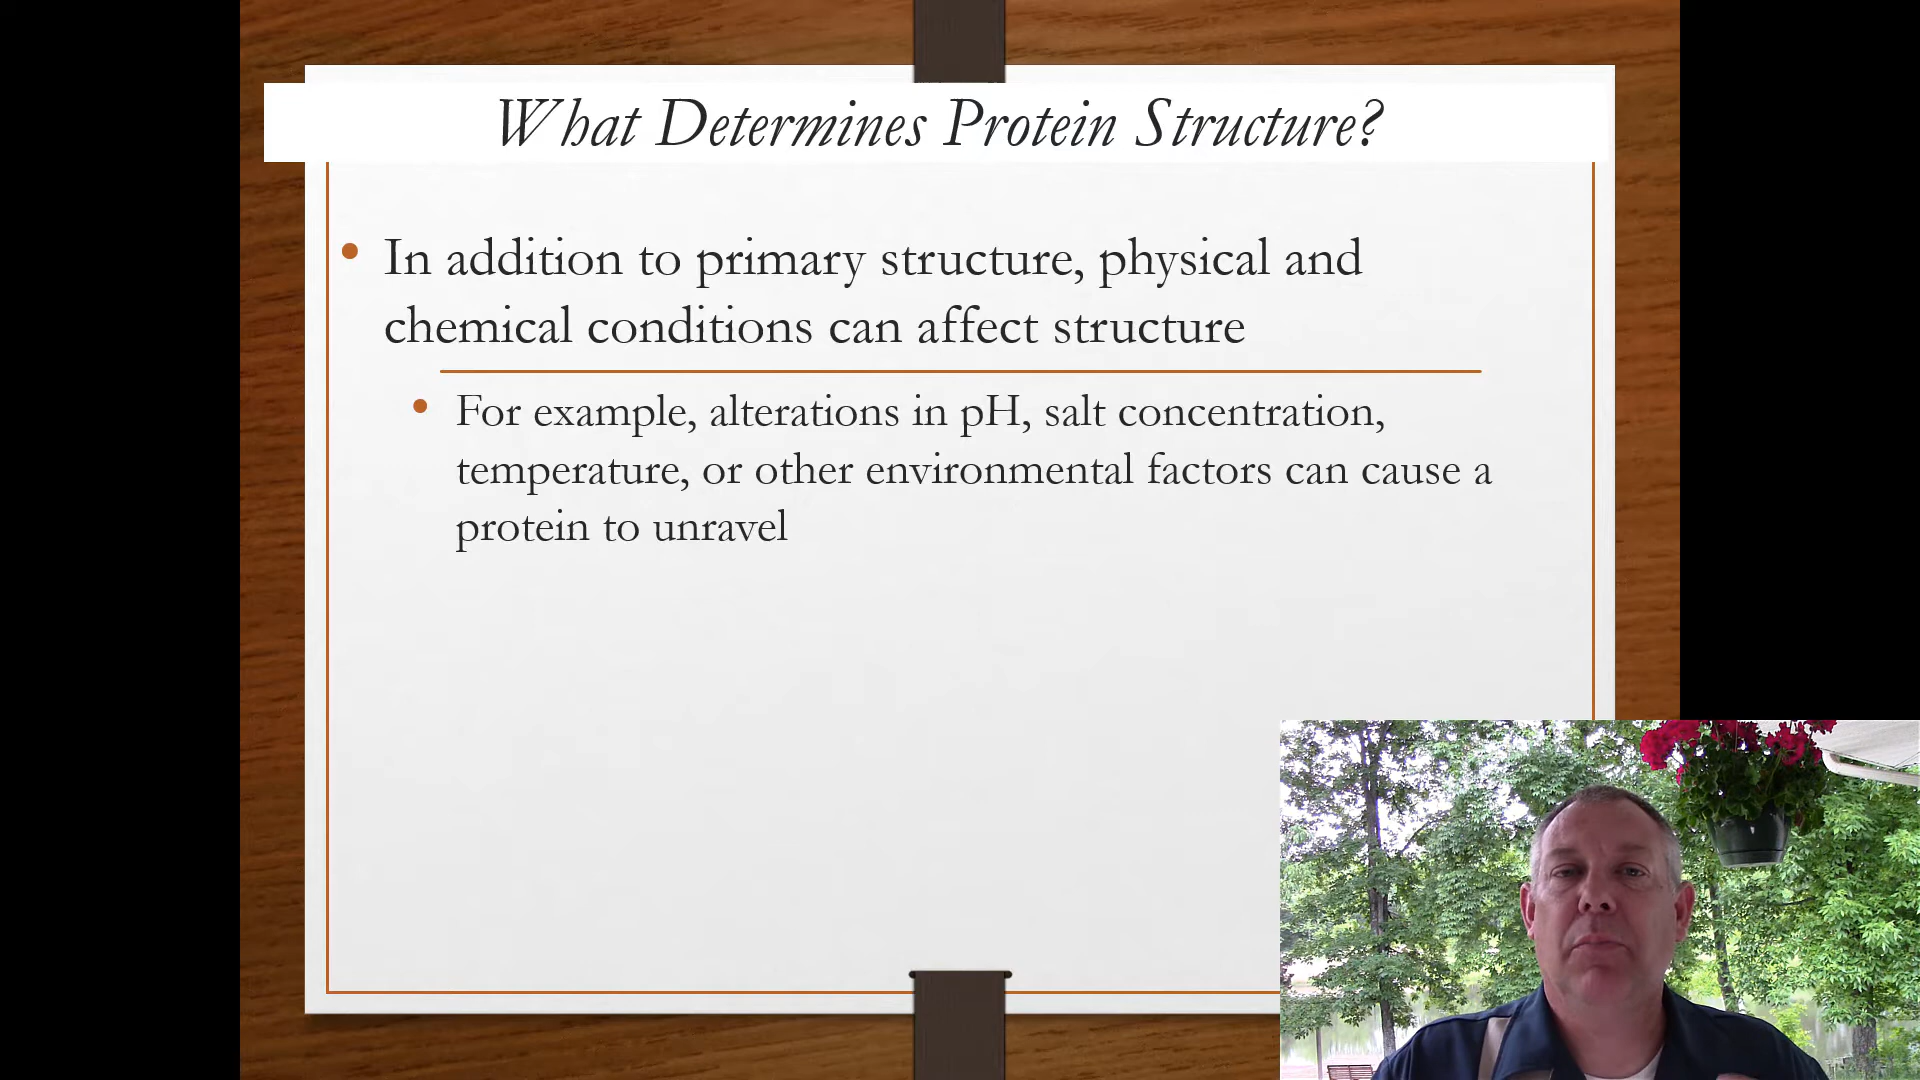 What Determines Protein Structure?
• In addition to primary structure, physical and
chemical conditions can affect structure
• For example, alterations in pH, salt concentration,
temperature, or other environmental factors can cause a
protein to unravel